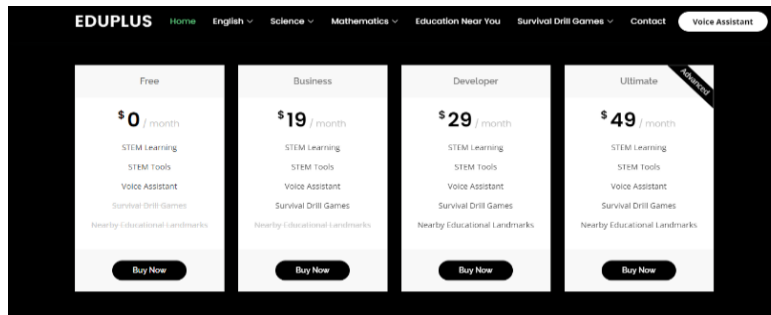 EDUPLUS Home English Science Mathematics Education Near You Survival Drill Games Contact Voice Assistant
Free
$0 / month
STEM Learning
STEM Tools
Voice Assistant
Survival Drill Games
Nearby Educational Landmarks
Buy Now
Business
$19 / month
STEM Learning
STEM Tools
Voice Assistant
Survival Drill Games
Nearby Educational Landmarks
Buy Now
Developer
$29 / month
STEM Learning
STEM Tools
Voice Assistant
Survival Drill Games
Nearby Educational Landmarks
Buy Now
Ultimate
Advanced
$49 / month
STEM Learning
STEM Tools
Voice Assistant
Survival Drill Games
Nearby Educational Landmarks
Buy Now